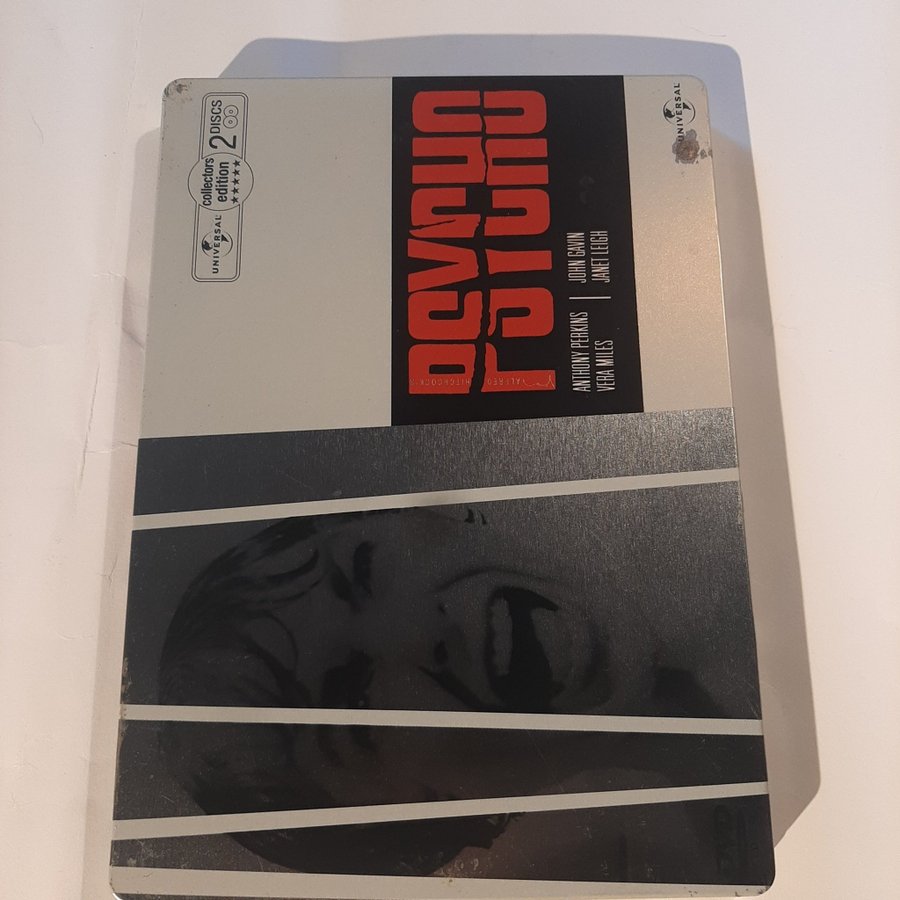 UNIVERSAL
collectors
edition
2 DISCS
ALFRED HITCHCOCK'S
PSYCHO
ANTHONY PERKINS | JOHN GAVIN
VERA MILES JANET LEIGH
UNIVERSAL